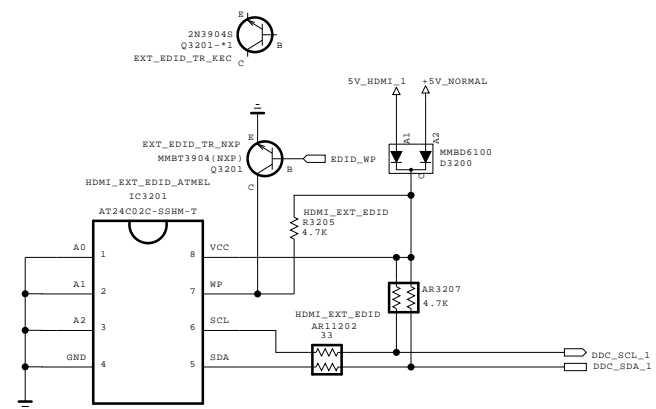 E
2N3904S
Q3201-*1
B
EXT_EDID_TR_KEC
C
5V_HDMI_1
+5V_NORMAL
E
EXT_EDID_TR_NXP
MMBT3904(NXP)
Q3201
B
EDID_WP
C
A1
A2
MMBD6100
D3200
C
HDMI_EXT_EDID_ATMEL
IC3201
AT24C02C-SSHM-T
HDMI_EXT_EDID
R3205
4.7K
A0
1
8
VCC
A1
2
7
WP
AR3207
4.7K
A2
3
6
SCL
HDMI_EXT_EDID
AR11202
33
GND
4
5
SDA
DDC_SCL_1
DDC_SDA_1